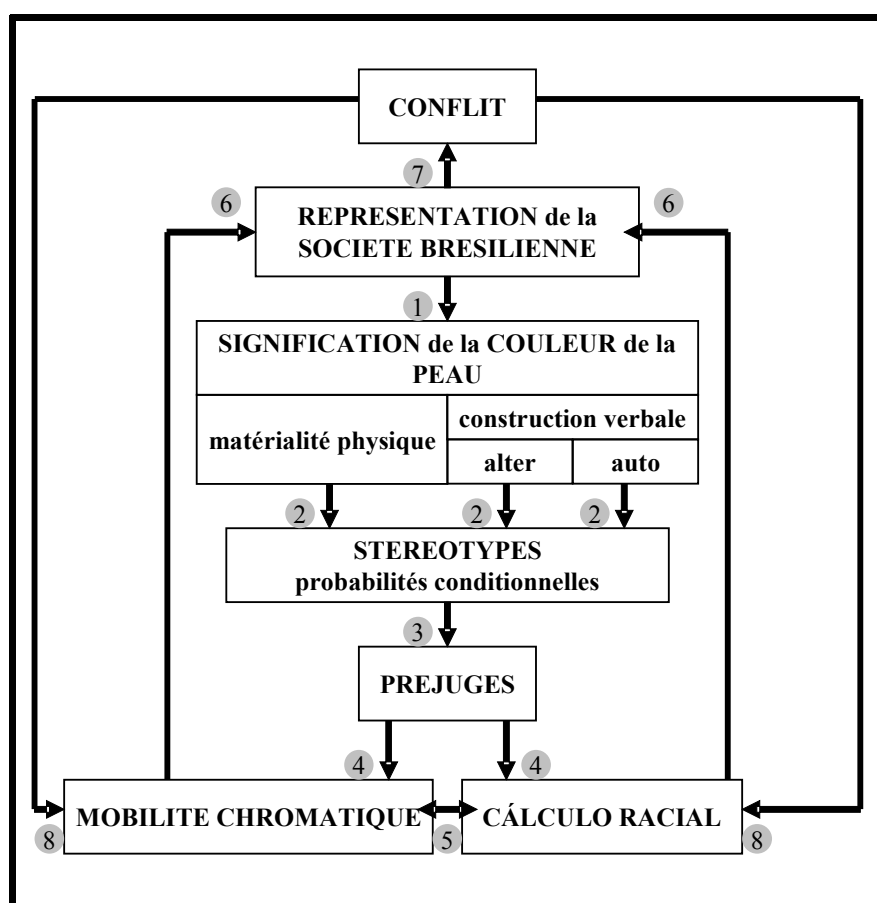 CONFLIT
7
6
6
REPRESENTATION de la
SOCIETE BRESILIENNE
1
SIGNIFICATION de la COULEUR de la
PEAU
matérialité physique
construction verbale
alter
auto
2
2
2
STEREOTYPES
probabilités conditionnelles
3
PREJUGES
4
4
MOBILITE CHROMATIQUE
CÁLCULO RACIAL
8
5
8